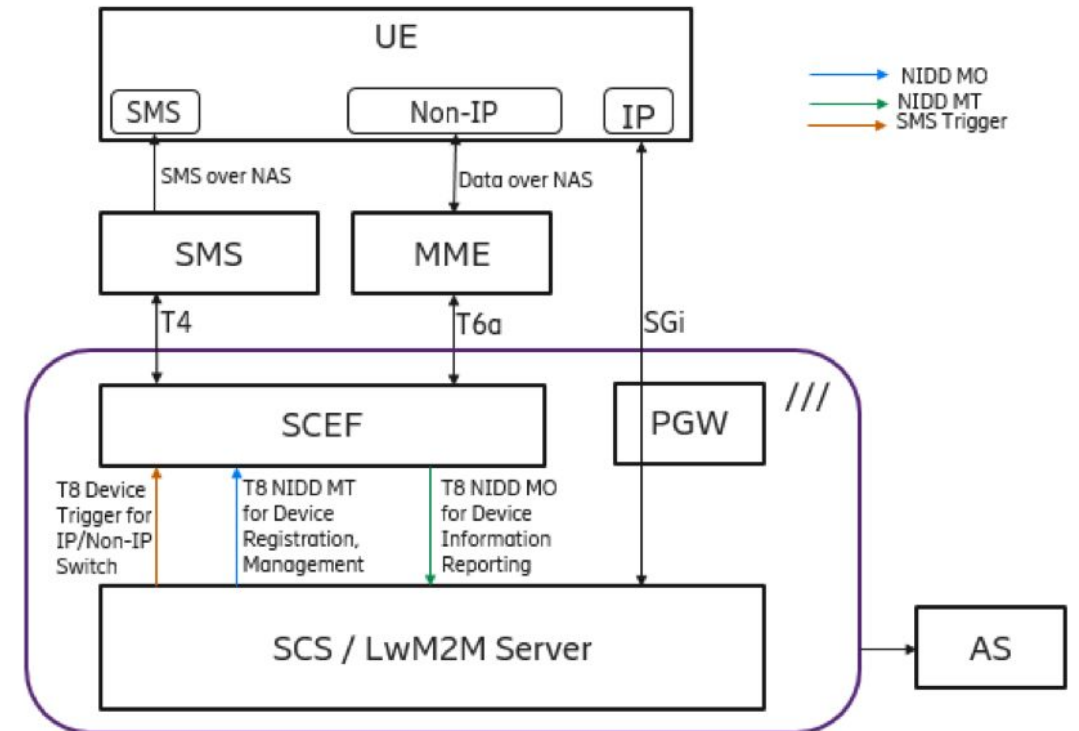 UE
SMS
Non-IP
IP
NIDD MO
NIDD MT
SMS Trigger
SMS over NAS
Data over NAS
SMS
MME
T4
T6a
SGi
SCEF
PGW
///
T8 Device
Trigger for
IP/Non-IP
Switch
T8 NIDD MT
for Device
Registration,
Management
T8 NIDD MO
for Device
Information
Reporting
SCS / LwM2M Server
AS